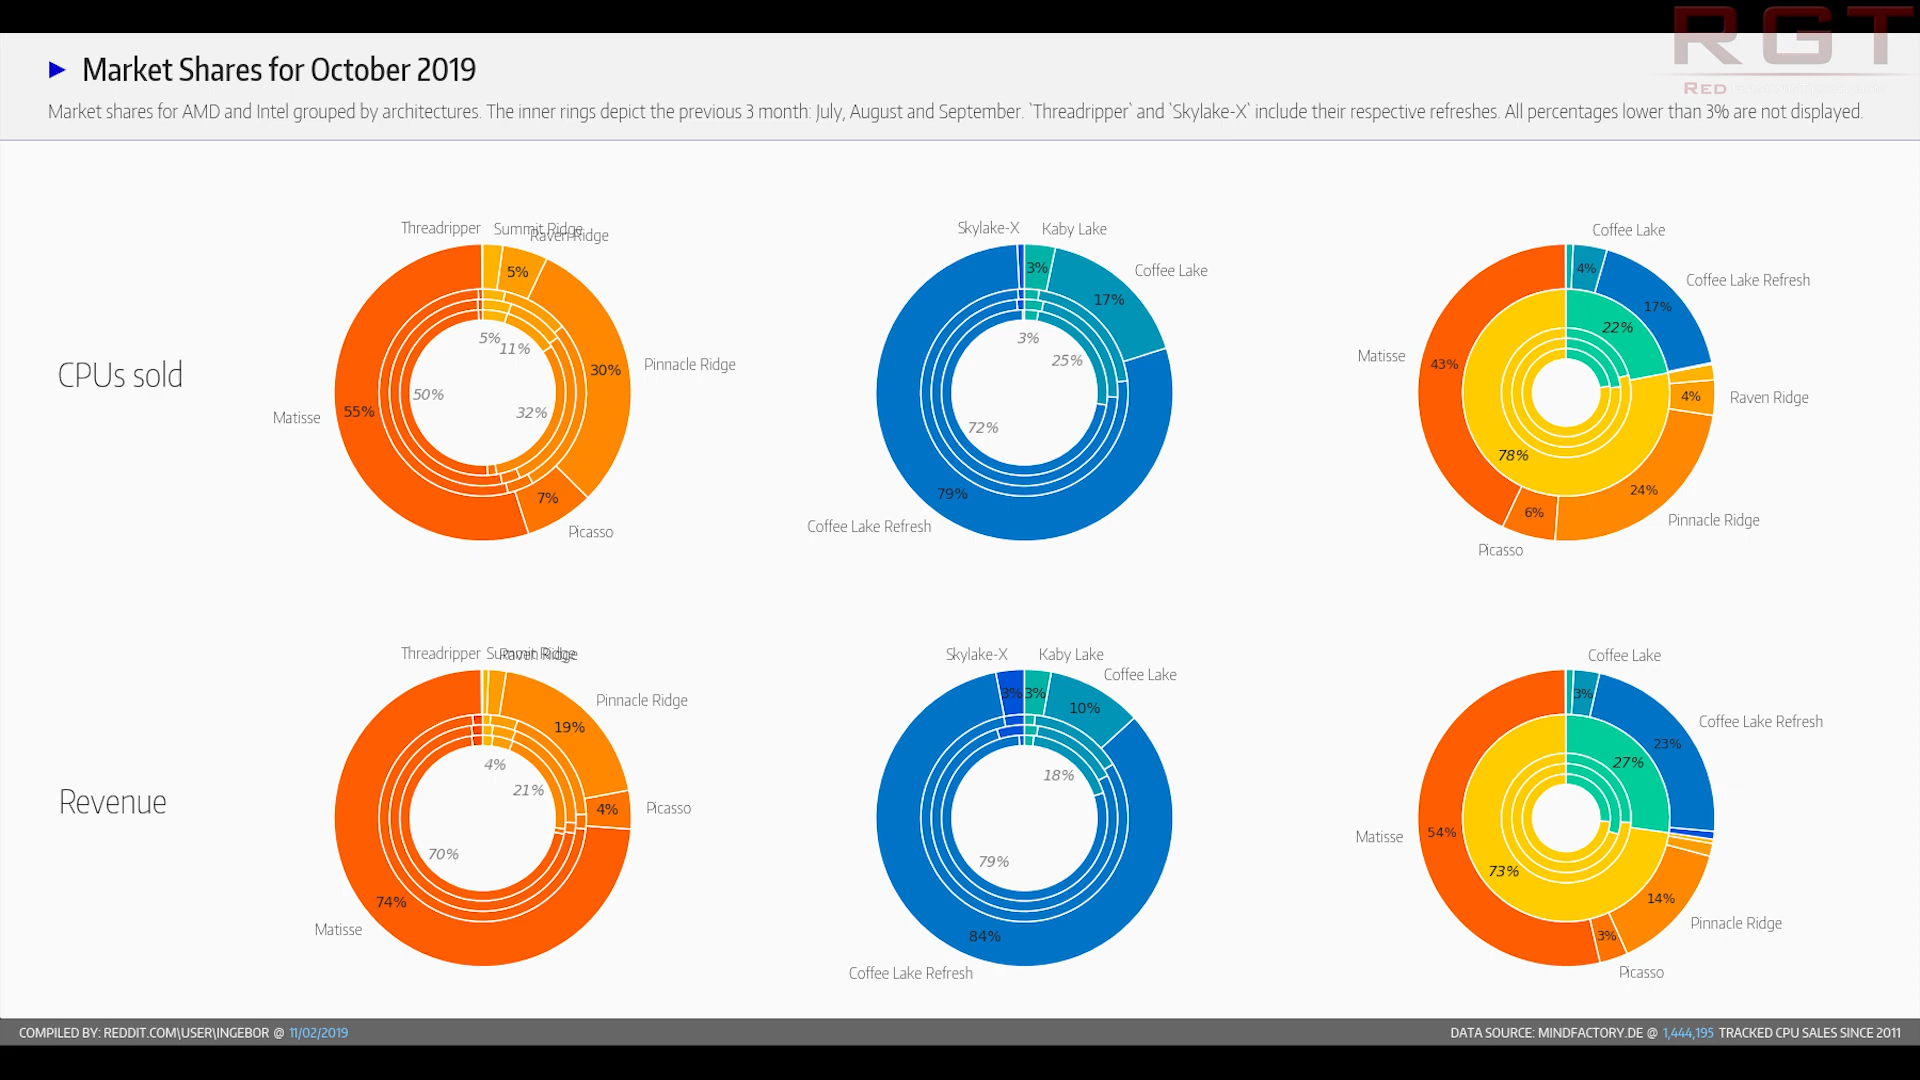 RGT
RED
Market Shares for October 2019
Market shares for AMD and Intel grouped by architectures. The inner rings depict the previous 3 month: July, August and September. `Threadripper` and `Skylake-X` include their respective refreshes. All percentages lower than 3% are not displayed.
CPUs sold
Threadripper
Summit Ridge
Raven Ridge
5%
Pinnacle Ridge
30%
Picasso
7%
Matisse
55%
5%
11%
32%
50%
Skylake-X
Kaby Lake
3%
Coffee Lake
17%
Coffee Lake Refresh
79%
3%
25%
72%
Coffee Lake
4%
Coffee Lake Refresh
17%
22%
Raven Ridge
4%
Pinnacle Ridge
24%
Picasso
6%
Matisse
43%
78%
Revenue
Threadripper
Summit Ridge
Raven Ridge
Pinnacle Ridge
19%
Picasso
4%
Matisse
74%
4%
21%
70%
Skylake-X
3%
Kaby Lake
3%
Coffee Lake
10%
Coffee Lake Refresh
84%
18%
79%
Coffee Lake
3%
Coffee Lake Refresh
23%
27%
Pinnacle Ridge
14%
Picasso
3%
Matisse
54%
73%
COMPILED BY: REDDIT.COM\USER\INGEBOR @ 11/02/2019
DATA SOURCE: MINDFACTORY.DE @ 1,444,195 TRACKED CPU SALES SINCE 2011